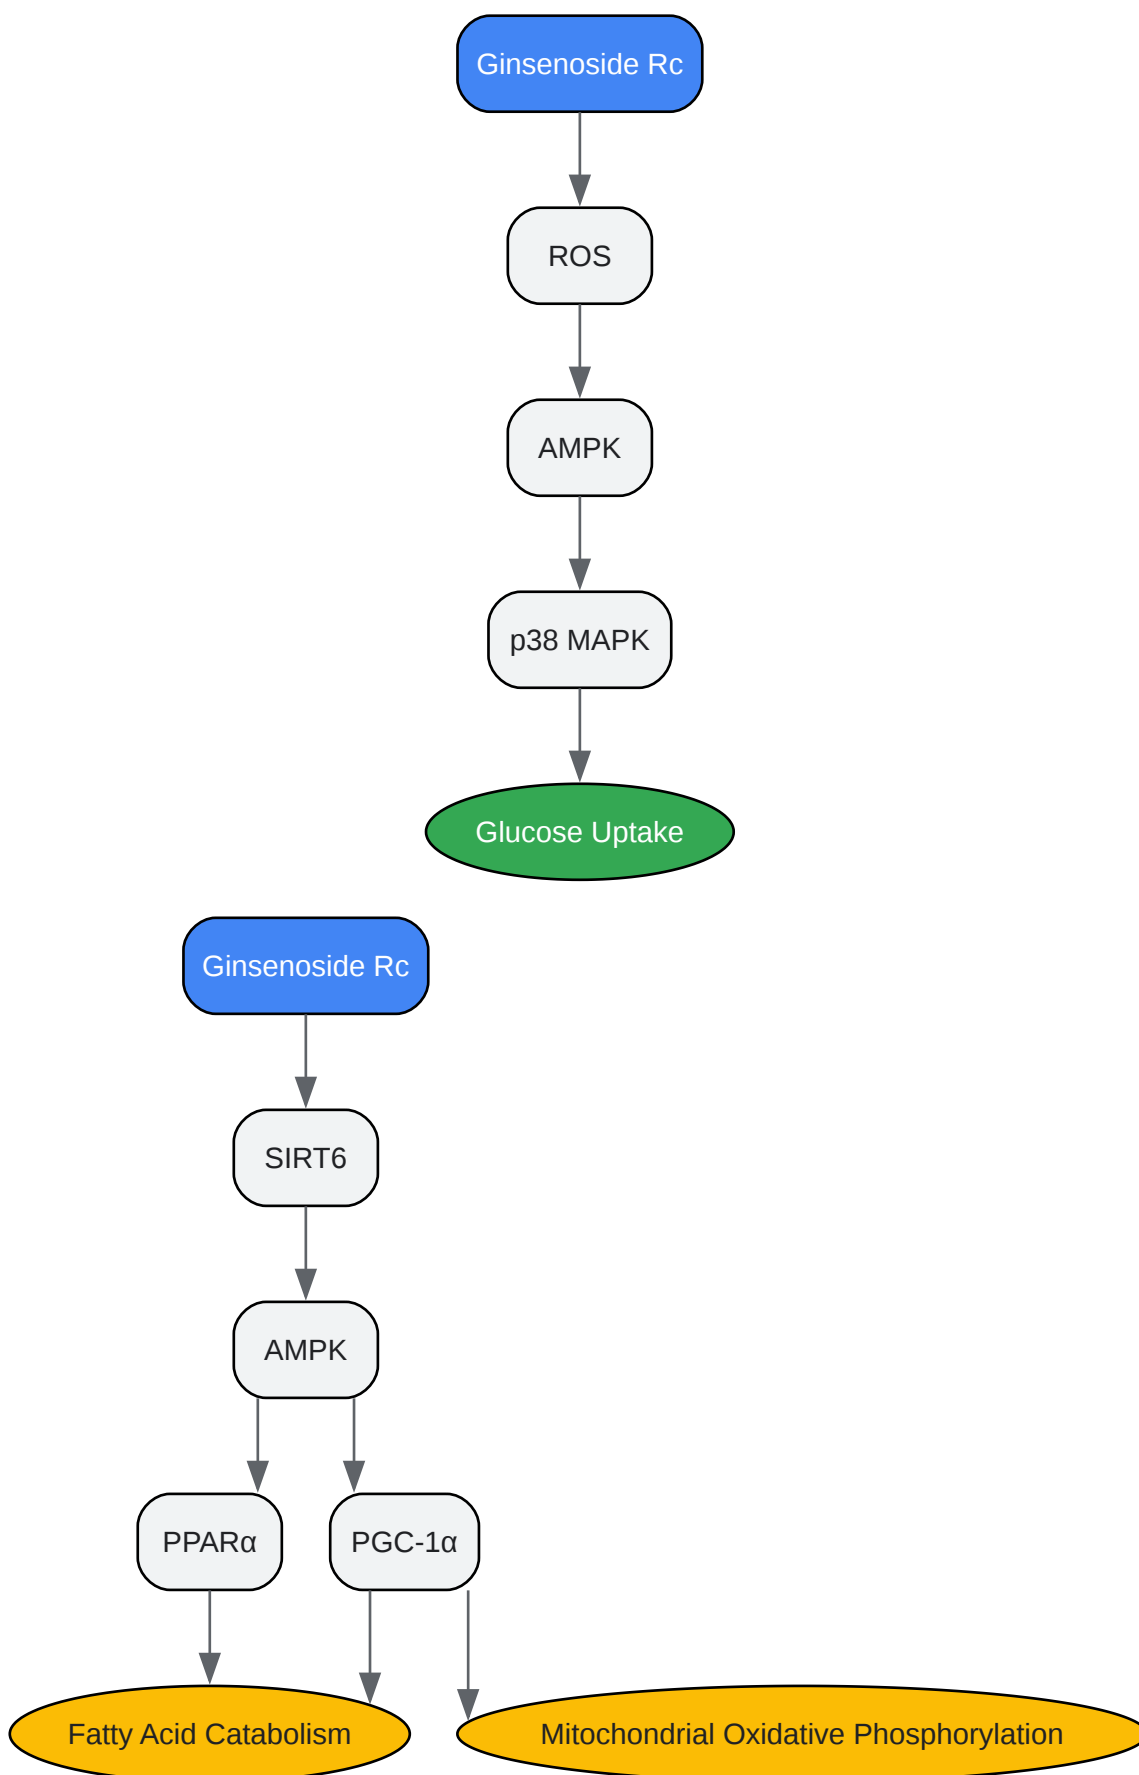 Ginsenoside Rc
ROS
AMPK
p38 MAPK
Glucose Uptake
Ginsenoside Rc
SIRT6
AMPK
PPARα
PGC-1α
Fatty Acid Catabolism
Mitochondrial Oxidative Phosphorylation